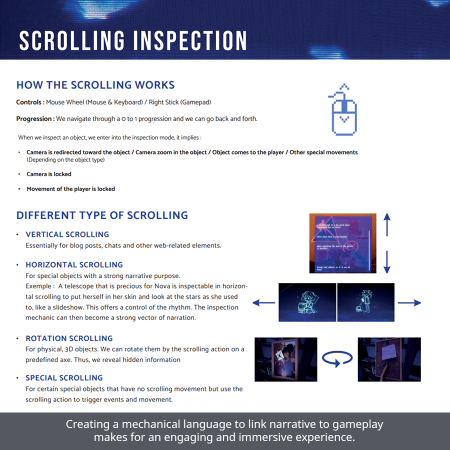 SCROLLING INSPECTION
HOW THE SCROLLING WORKS
Controls : Mouse Wheel (Mouse & Keyboard) / Right Stick (Gamepad)
Progression : We navigate through a 0 to 1 progression and we can go back and forth.
When we inspect an object, we enter into the inspection mode, it implies :
• Camera is redirected toward the object / Camera zoom in the object / Object comes to the player / Other special movements
(Depending on the object type)
• Camera is locked
• Movement of the player is locked
DIFFERENT TYPE OF SCROLLING
• VERTICAL SCROLLING
Essentially for blog posts, chats and other web-related elements.
• HORIZONTAL SCROLLING
For special objects with a strong narrative purpose.
Exemple : A telescope that is precious for Nova is inspectable in horizon-
tal scrolling to put herself in her skin and look at the stars as she used
to, like a slideshow. This offers a control of the rhythm. The inspection
mechanic can then become a strong vector of narration.
• ROTATION SCROLLING
For physical, 3D objects. We can rotate them by the scrolling action on a
predefined axe. Thus, we reveal hidden information
• SPECIAL SCROLLING
For certain special objects that have no scrolling movement but use the
scrolling action to trigger events and movement.
Creating a mechanical language to link narrative to gameplay
makes for an engaging and immersive experience.